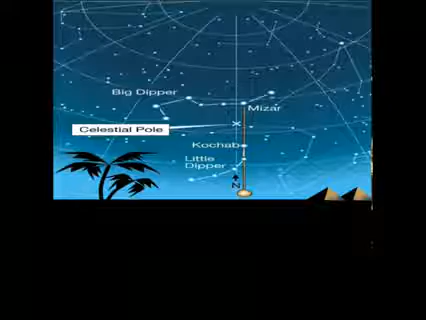 Big Dipper
Mizar
Celestial Pole
Kochab
Little
Dipper
N